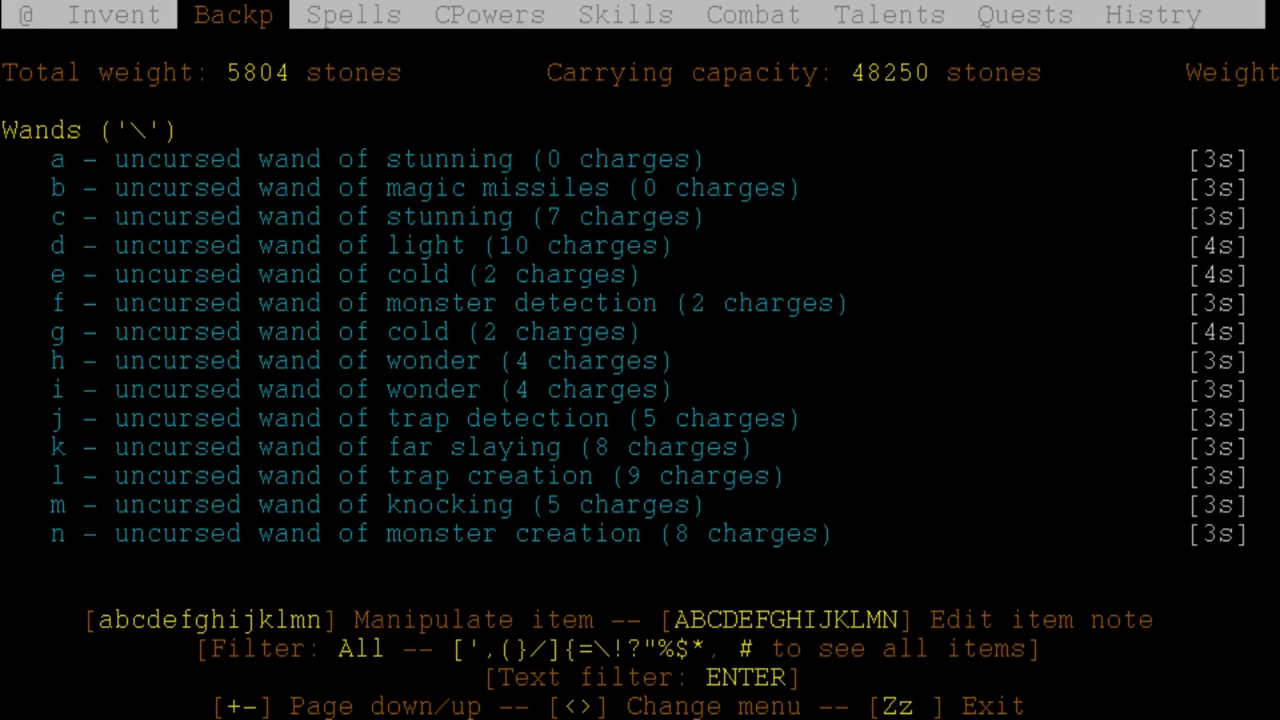 @ Invent Backp Spells CPowers Skills Combat Talents Quests Histry
Total weight: 5804 stones Carrying capacity: 48250 stones Weight
Wands ('\')
a - uncursed wand of stunning (0 charges) [3s]
b - uncursed wand of magic missiles (0 charges) [3s]
c - uncursed wand of stunning (7 charges) [3s]
d - uncursed wand of light (10 charges) [4s]
e - uncursed wand of cold (2 charges) [4s]
f - uncursed wand of monster detection (2 charges) [3s]
g - uncursed wand of cold (2 charges) [4s]
h - uncursed wand of wonder (4 charges) [3s]
i - uncursed wand of wonder (4 charges) [3s]
j - uncursed wand of trap detection (5 charges) [3s]
k - uncursed wand of far slaying (8 charges) [3s]
l - uncursed wand of trap creation (9 charges) [3s]
m - uncursed wand of knocking (5 charges) [3s]
n - uncursed wand of monster creation (8 charges) [3s]
[abcdefghijklmn] Manipulate item -- [ABCDEFGHIJKLMN] Edit item note
[Filter: All -- [',(}/]{=\!?"%$*, # to see all items]
[Text filter: ENTER]
[+-] Page down/up -- [<>] Change menu -- [Zz ] Exit